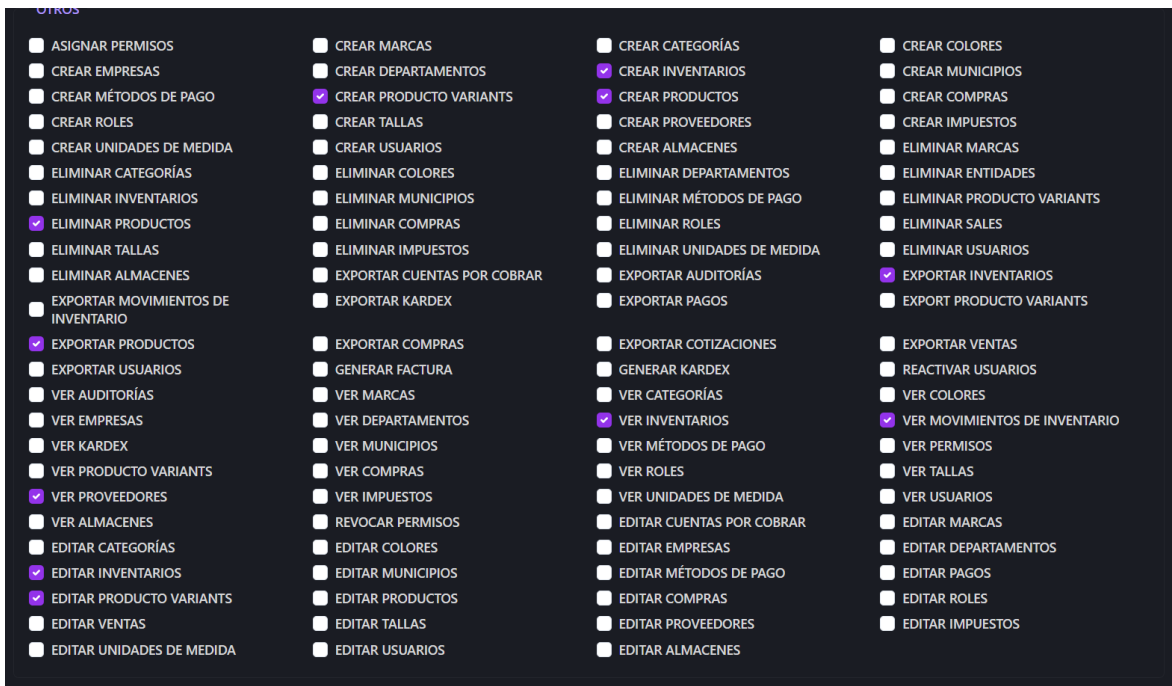 OTROS
ASIGNAR PERMISOS CREAR MARCAS CREAR CATEGORÍAS CREAR COLORES
CREAR EMPRESAS CREAR DEPARTAMENTOS CREAR INVENTARIOS CREAR MUNICIPIOS
CREAR MÉTODOS DE PAGO CREAR PRODUCTO VARIANTS CREAR PRODUCTOS CREAR COMPRAS
CREAR ROLES CREAR TALLAS CREAR PROVEEDORES CREAR IMPUESTOS
CREAR UNIDADES DE MEDIDA CREAR USUARIOS CREAR ALMACENES ELIMINAR MARCAS
ELIMINAR CATEGORÍAS ELIMINAR COLORES ELIMINAR DEPARTAMENTOS ELIMINAR ENTIDADES
ELIMINAR INVENTARIOS ELIMINAR MUNICIPIOS ELIMINAR MÉTODOS DE PAGO ELIMINAR PRODUCTO VARIANTS
ELIMINAR PRODUCTOS ELIMINAR COMPRAS ELIMINAR ROLES ELIMINAR SALES
ELIMINAR TALLAS ELIMINAR IMPUESTOS ELIMINAR UNIDADES DE MEDIDA ELIMINAR USUARIOS
ELIMINAR ALMACENES EXPORTAR CUENTAS POR COBRAR EXPORTAR AUDITORÍAS EXPORTAR INVENTARIOS
EXPORTAR MOVIMIENTOS DE EXPORTAR KARDEX EXPORTAR PAGOS EXPORT PRODUCTO VARIANTS
INVENTARIO
EXPORTAR PRODUCTOS EXPORTAR COMPRAS EXPORTAR COTIZACIONES EXPORTAR VENTAS
EXPORTAR USUARIOS GENERAR FACTURA GENERAR KARDEX REACTIVAR USUARIOS
VER AUDITORÍAS VER MARCAS VER CATEGORÍAS VER COLORES
VER EMPRESAS VER DEPARTAMENTOS VER INVENTARIOS VER MOVIMIENTOS DE INVENTARIO
VER KARDEX VER MUNICIPIOS VER MÉTODOS DE PAGO VER PERMISOS
VER PRODUCTO VARIANTS VER COMPRAS VER ROLES VER TALLAS
VER PROVEEDORES VER IMPUESTOS VER UNIDADES DE MEDIDA VER USUARIOS
VER ALMACENES REVOCAR PERMISOS EDITAR CUENTAS POR COBRAR EDITAR MARCAS
EDITAR CATEGORÍAS EDITAR COLORES EDITAR EMPRESAS EDITAR DEPARTAMENTOS
EDITAR INVENTARIOS EDITAR MUNICIPIOS EDITAR MÉTODOS DE PAGO EDITAR PAGOS
EDITAR PRODUCTO VARIANTS EDITAR PRODUCTOS EDITAR COMPRAS EDITAR ROLES
EDITAR VENTAS EDITAR TALLAS EDITAR PROVEEDORES EDITAR IMPUESTOS
EDITAR UNIDADES DE MEDIDA EDITAR USUARIOS EDITAR ALMACENES